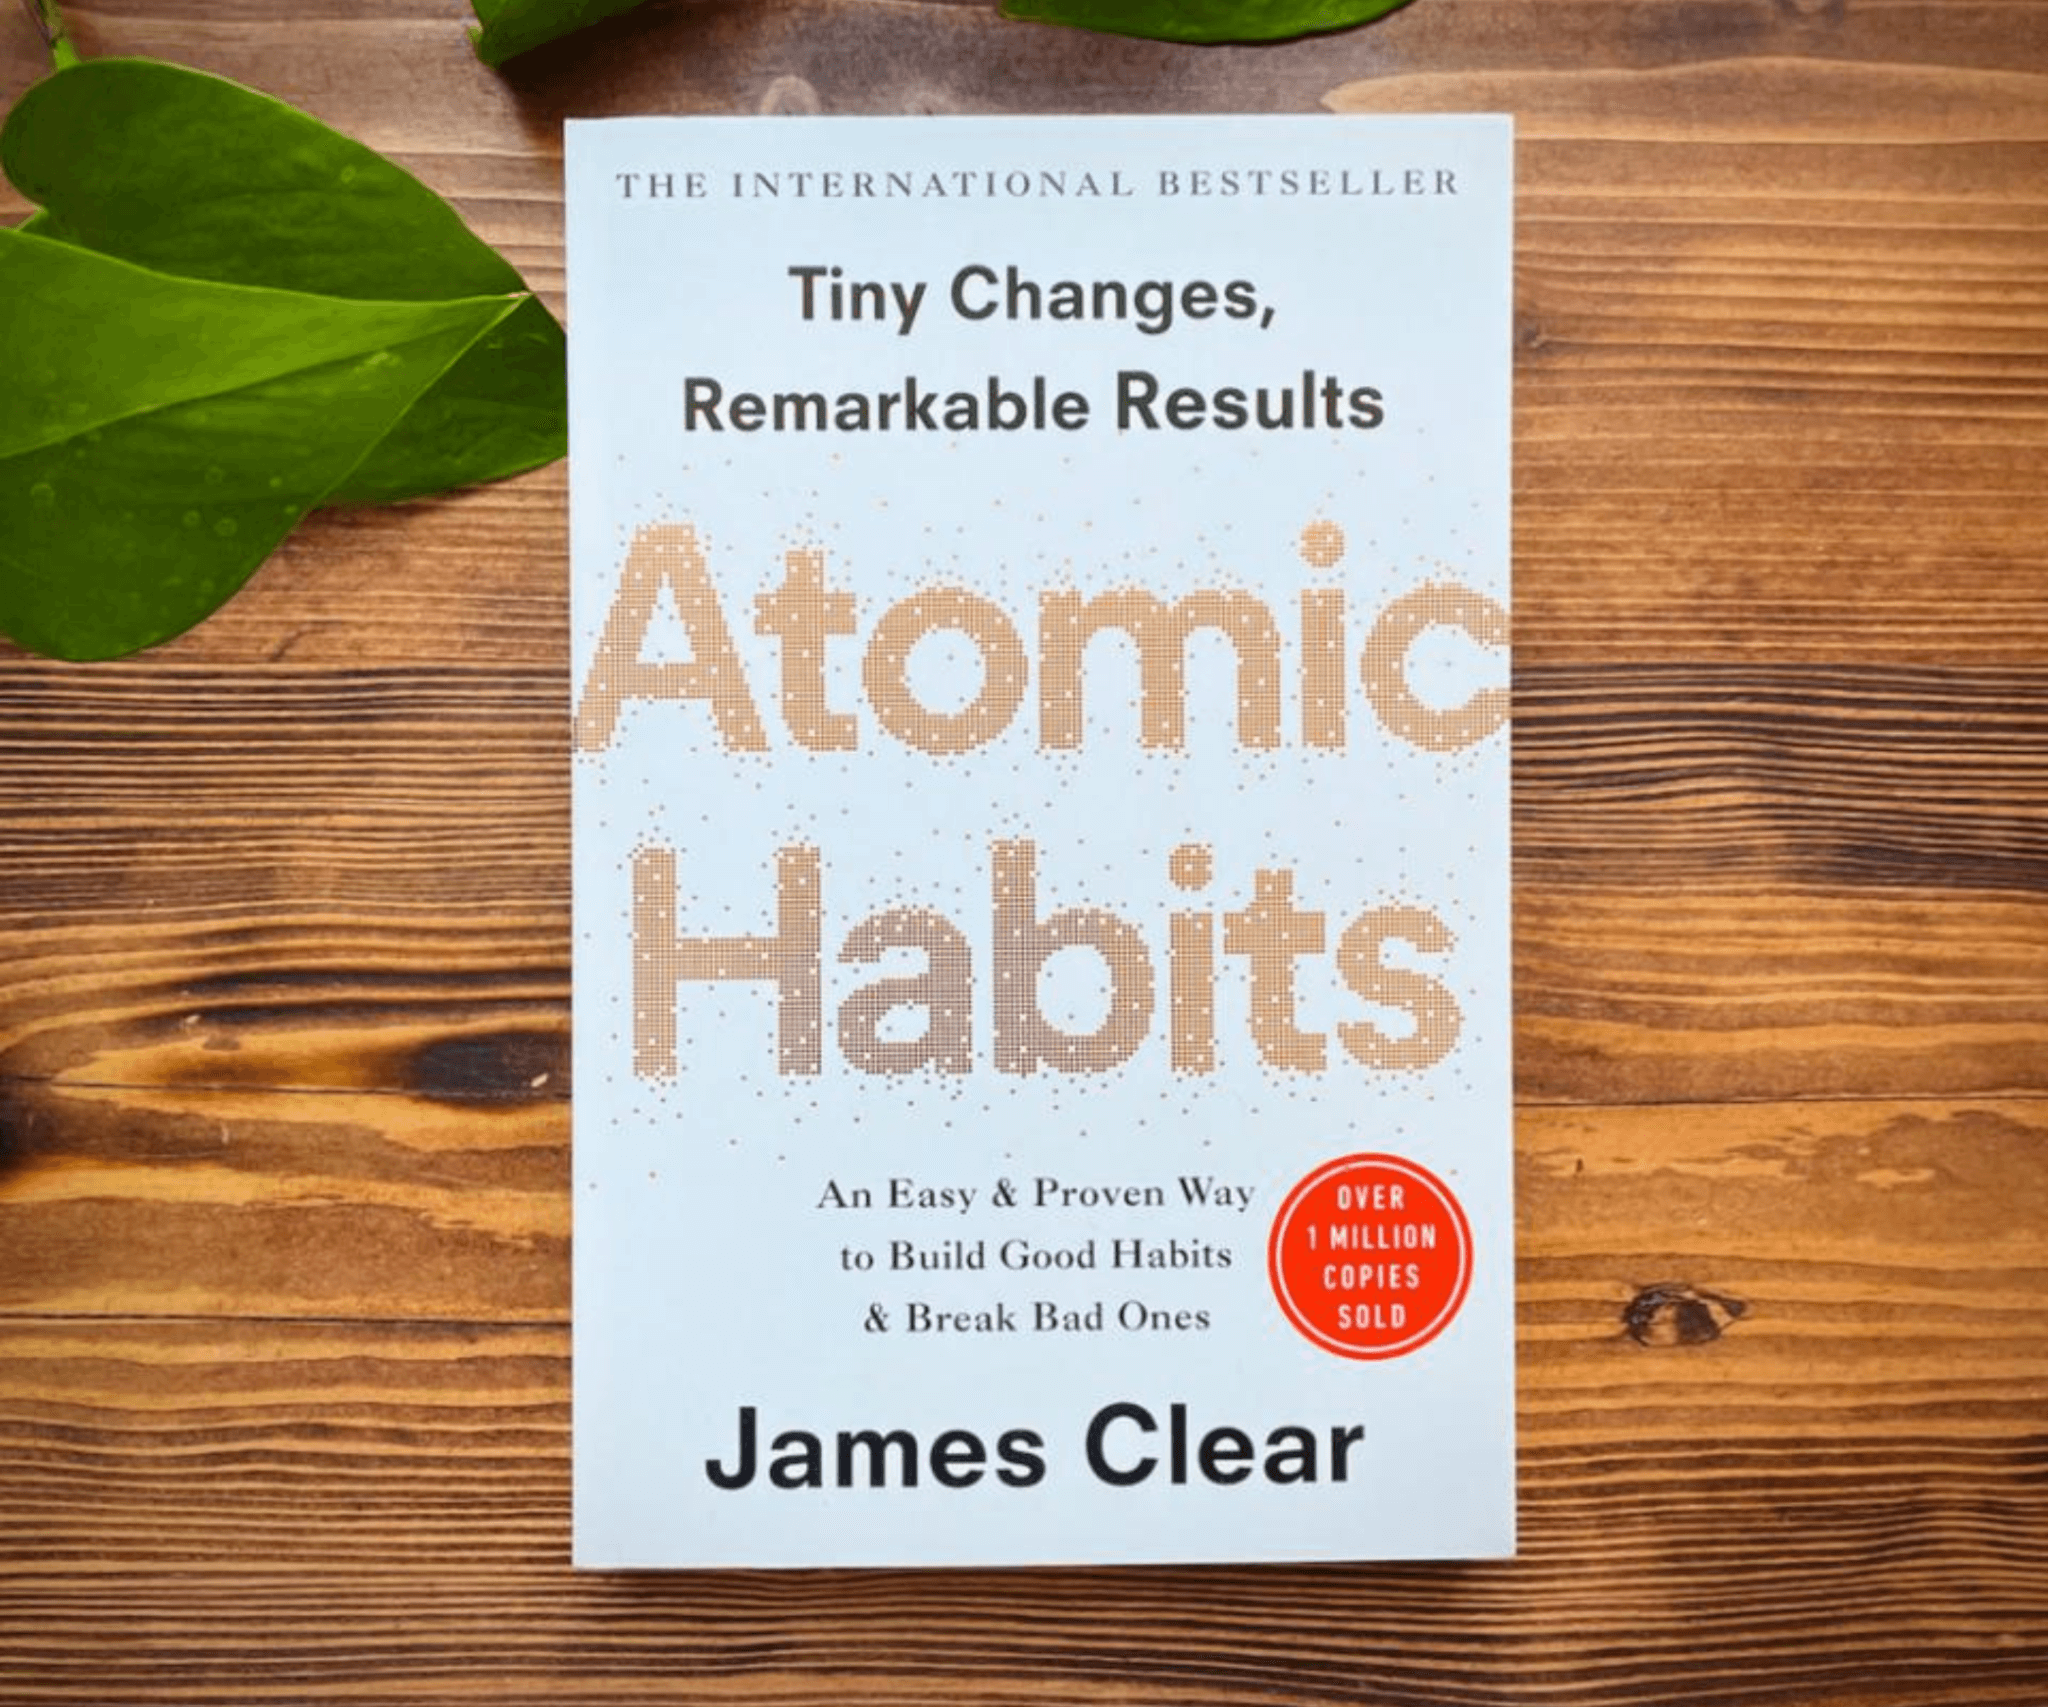 THE INTERNATIONAL BESTSELLER
Tiny Changes,
Remarkable Results
Atomic
Habits
An Easy & Proven Way
to Build Good Habits
& Break Bad Ones
OVER
1 MILLION
COPIES
SOLD
James Clear